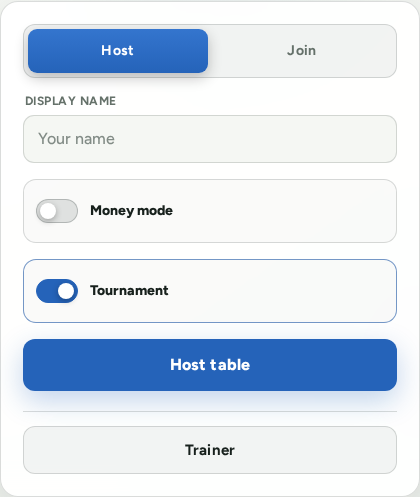 Host
Join
DISPLAY NAME
Your name
Money mode
Tournament
Host table
Trainer